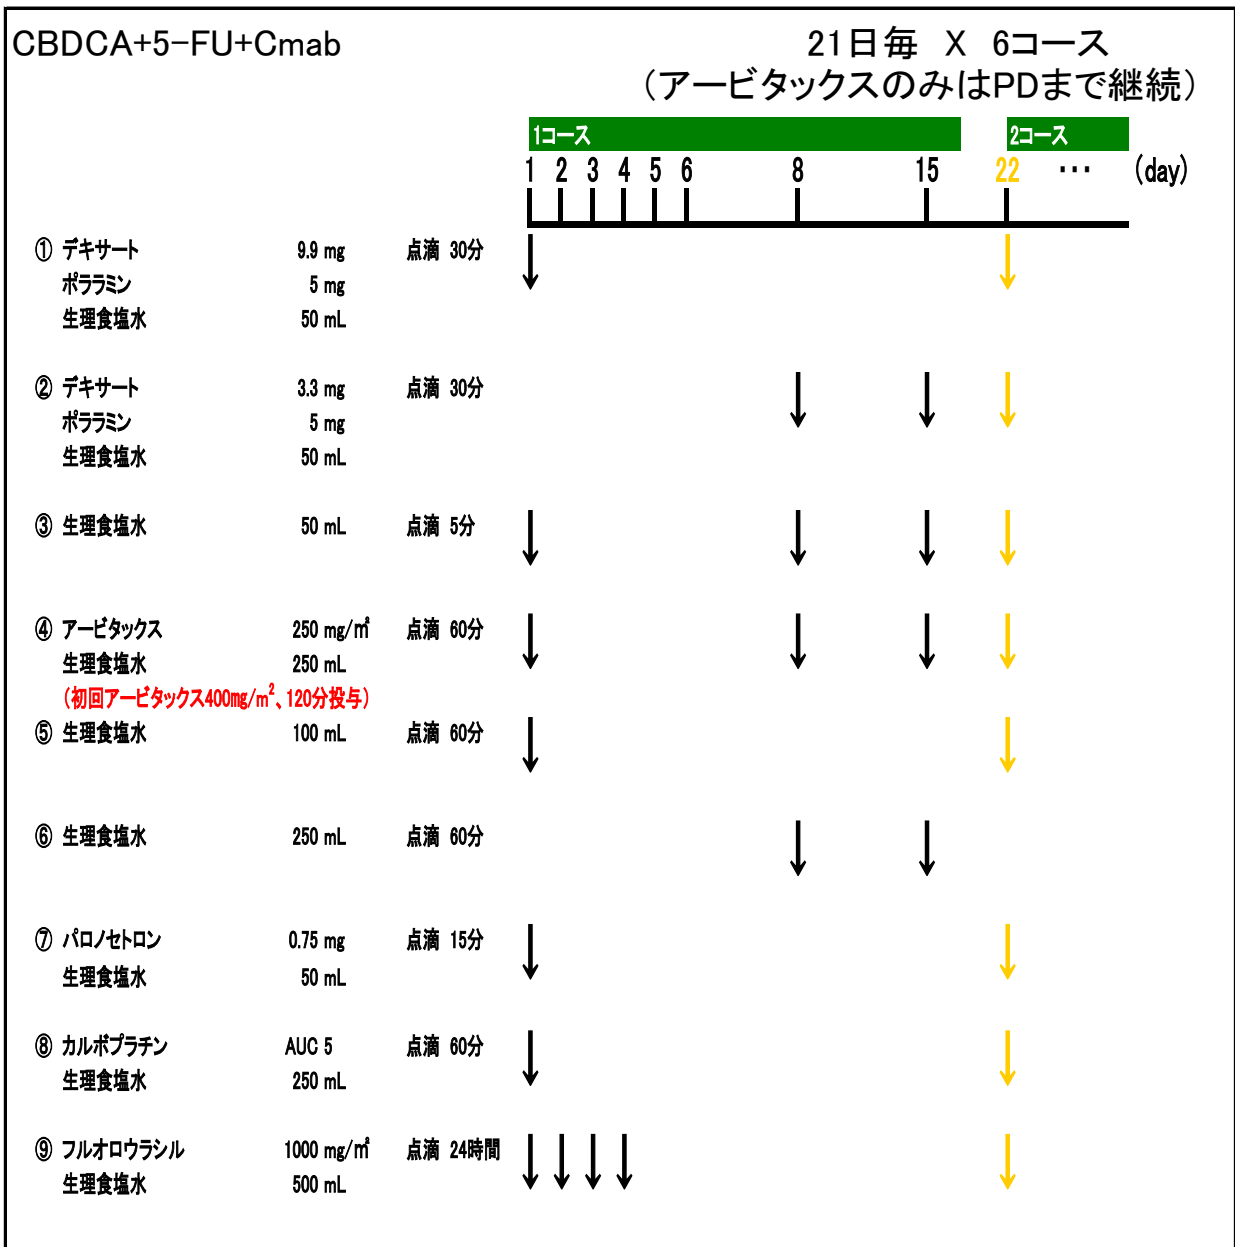 CBDCA+5-FU+Cmab 21日毎 X 6コース
（アービタックスのみはPDまで継続）
1コース 2コース
1 2 3 4 5 6 8 15 22 ･･･ (day)
① デキサート 9.9 mg 点滴 30分
ポララミン 5 mg
生理食塩水 50 mL
② デキサート 3.3 mg 点滴 30分
ポララミン 5 mg
生理食塩水 50 mL
③ 生理食塩水 50 mL 点滴 5分
④ アービタックス 250 mg/㎡ 点滴 60分
生理食塩水 250 mL
（初回アービタックス400㎎/m²、120分投与）
⑤ 生理食塩水 100 mL 点滴 60分
⑥ 生理食塩水 250 mL 点滴 60分
⑦ パロノセトロン 0.75 mg 点滴 15分
生理食塩水 50 mL
⑧ カルボプラチン AUC 5 点滴 60分
生理食塩水 250 mL
⑨ フルオロウラシル 1000 mg/㎡ 点滴 24時間
生理食塩水 500 mL